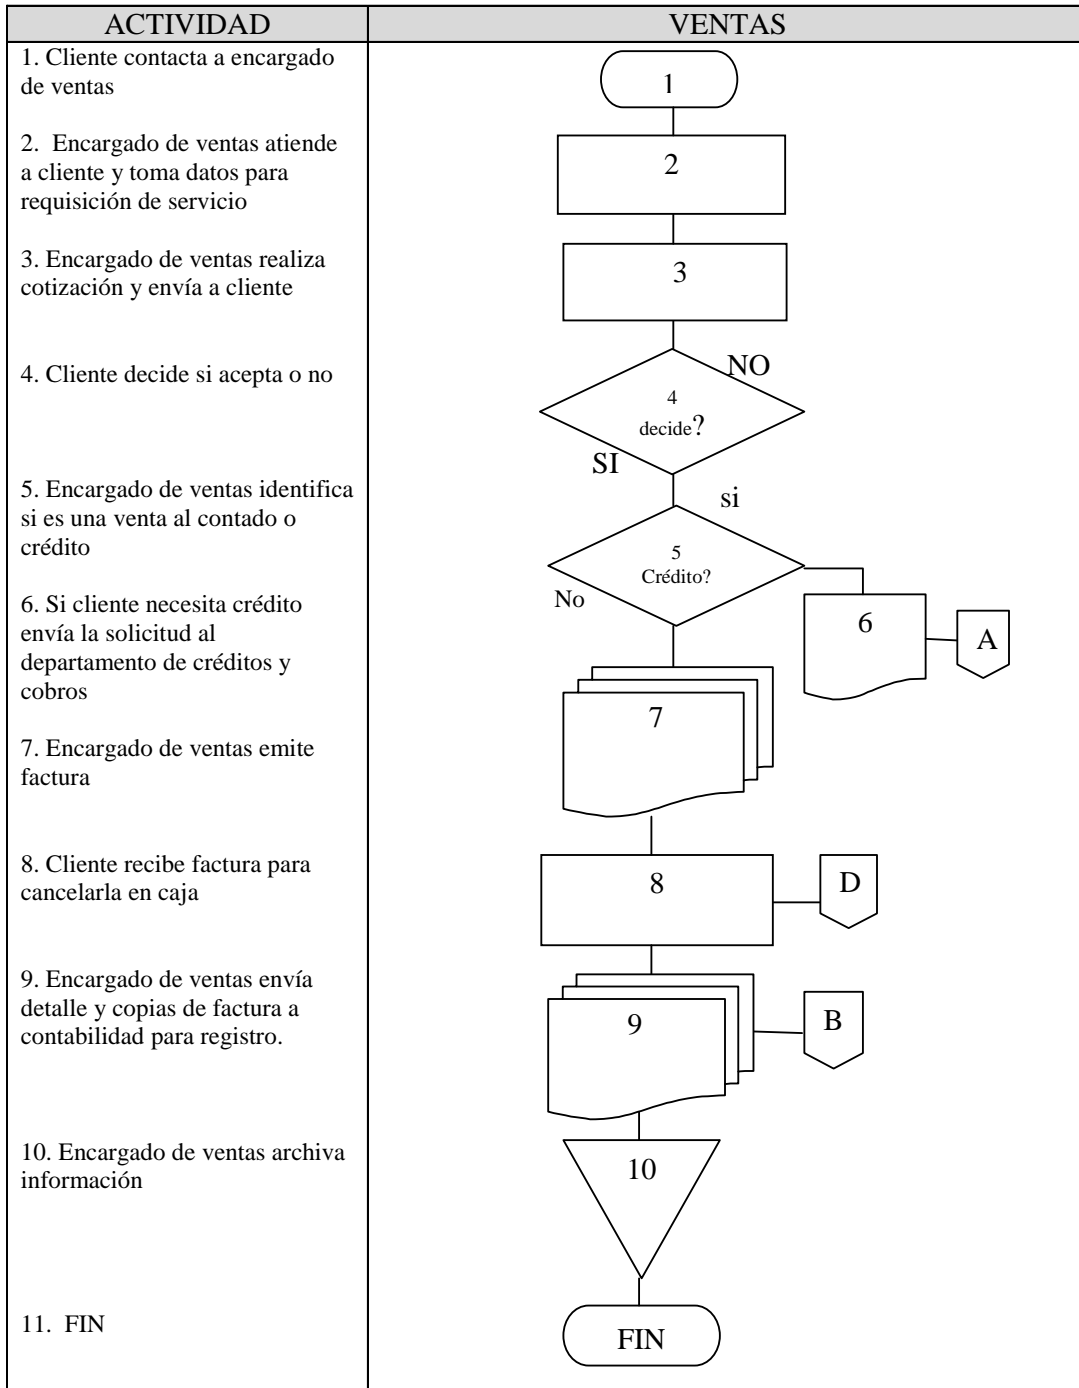 ACTIVIDAD
VENTAS
1. Cliente contacta a encargado
de ventas
2. Encargado de ventas atiende
a cliente y toma datos para
requisición de servicio
3. Encargado de ventas realiza
cotización y envía a cliente
4. Cliente decide si acepta o no
5. Encargado de ventas identifica
si es una venta al contado o
crédito
6. Si cliente necesita crédito
envía la solicitud al
departamento de créditos y
cobros
7. Encargado de ventas emite
factura
8. Cliente recibe factura para
cancelarla en caja
9. Encargado de ventas envía
detalle y copias de factura a
contabilidad para registro.
10. Encargado de ventas archiva
información
11. FIN
1
2
3
NO
4
decide?
SI
si
5
Crédito?
No
6
A
7
8
D
9
B
10
FIN